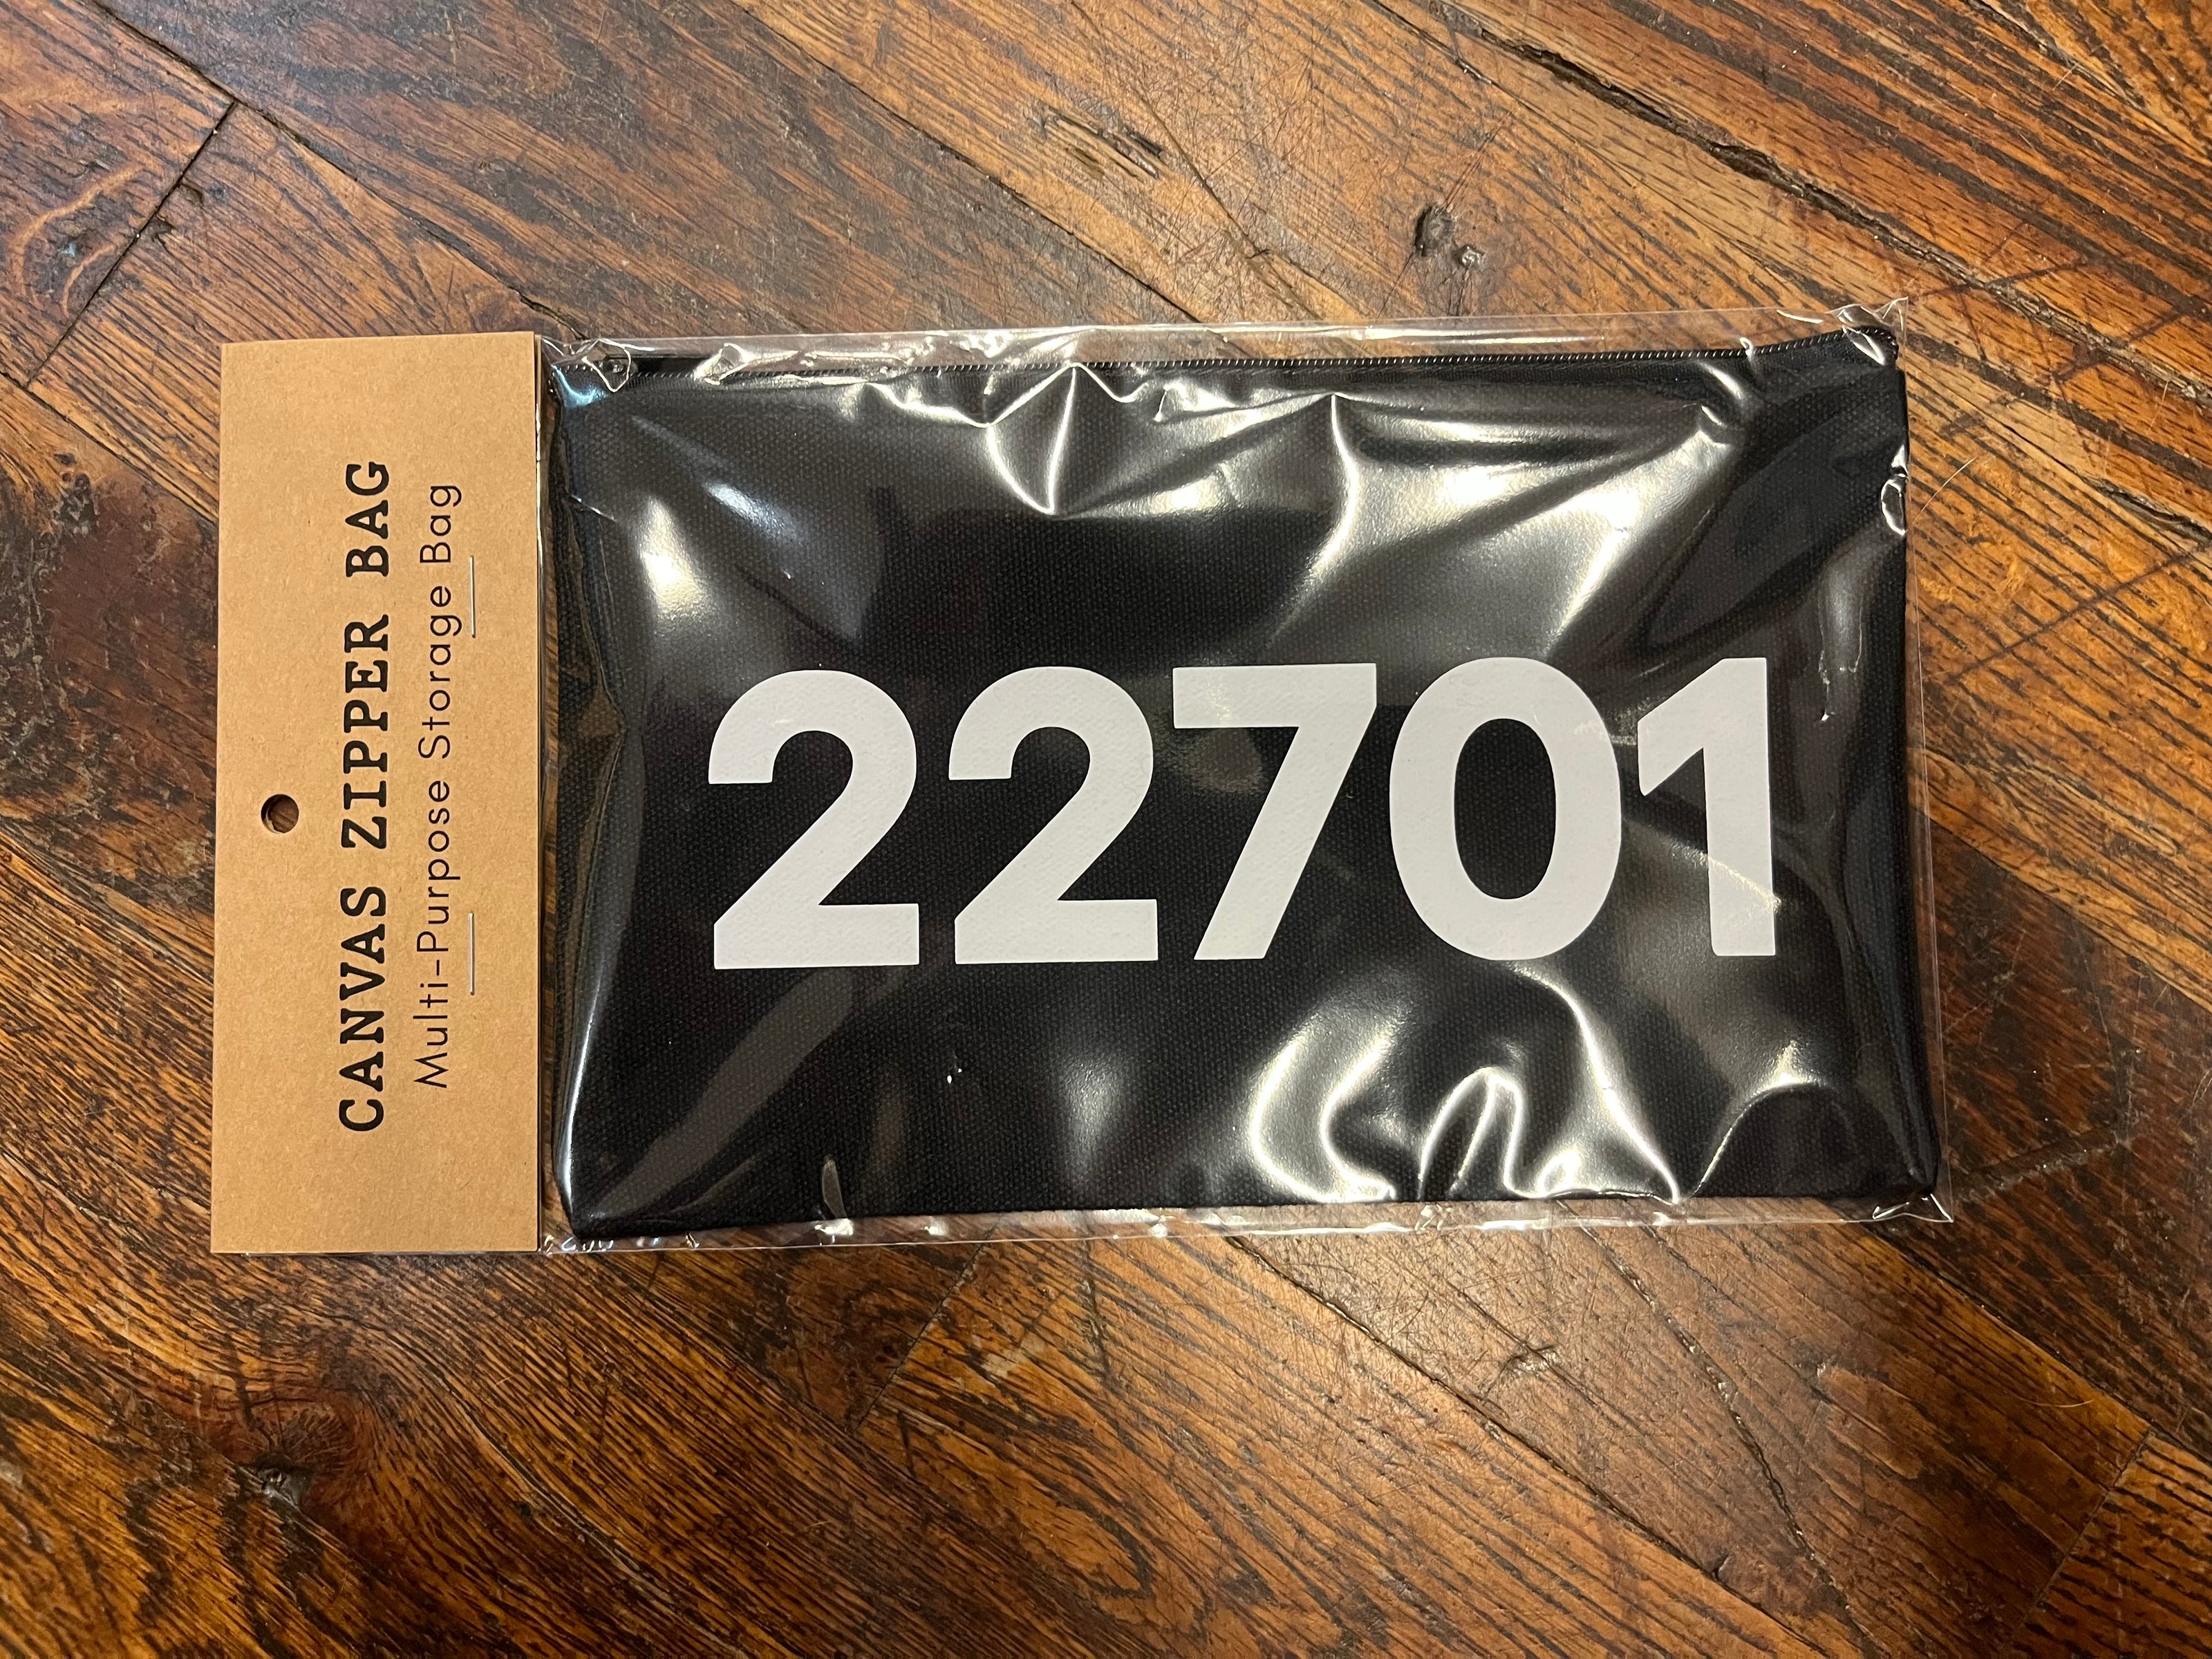 CANVAS ZIPPER BAG
Multi-Purpose Storage Bag
22701